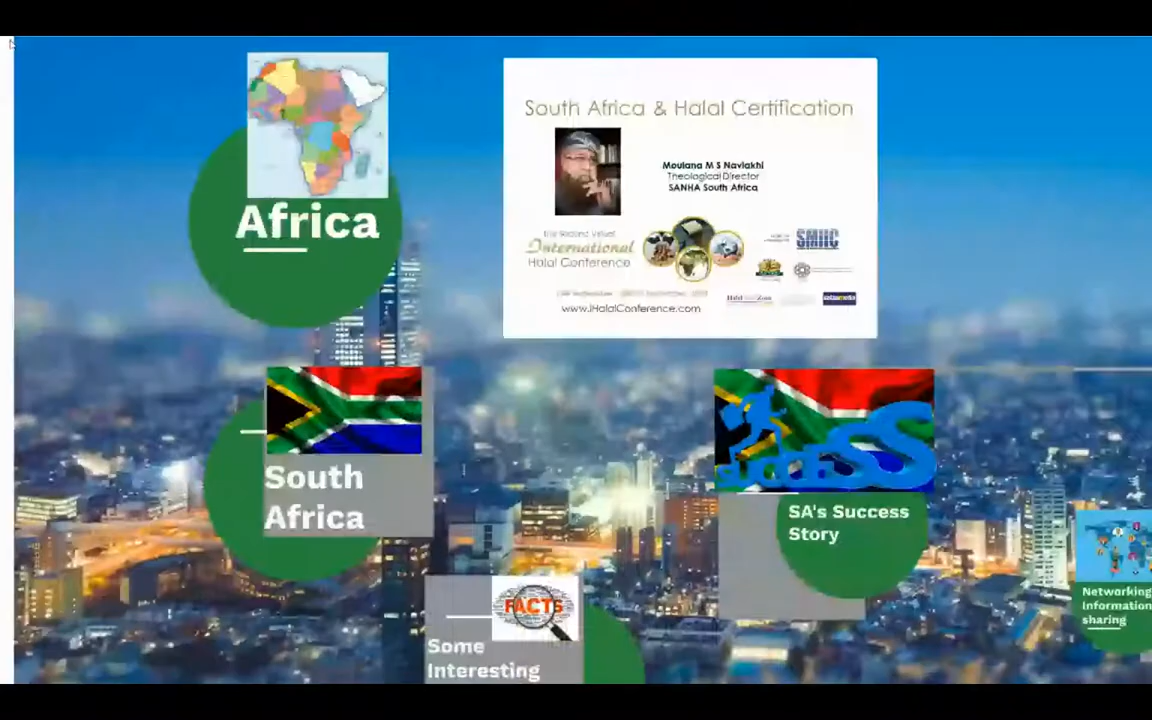 Africa
South Africa & Halal Certification
Moulana M S Navlakhi
Theological Director
SANHA South Africa
International
Halal Conference
SMIIC
www.iHalalConference.com
South
Africa
success
SA's Success
Story
FACTS
Some
Interesting
Networking
Information
sharing